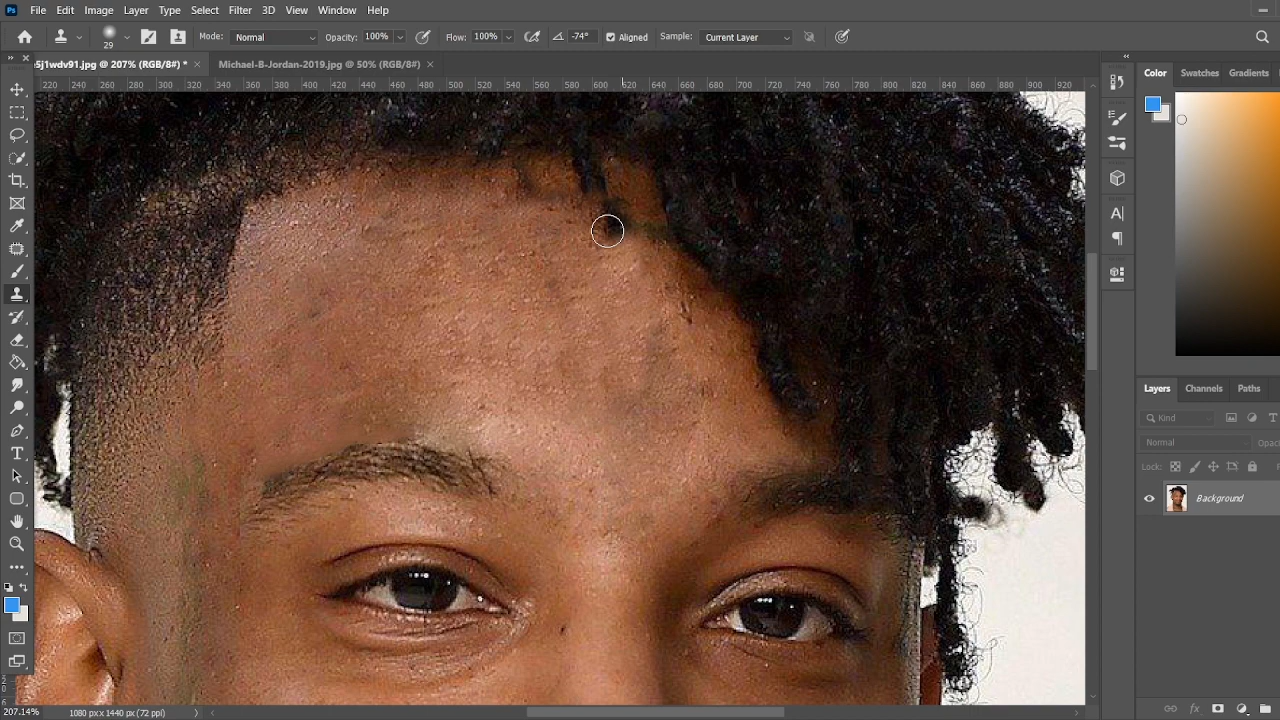 Ps File Edit Image Layer Type Select Filter 3D View Window Help
29 Mode: Normal Opacity: 100% Flow: 100% -74° Aligned Sample: Current Layer
5j1wdv91.jpg @ 207% (RGB/8#) * × Michael-B-Jordan-2019.jpg @ 50% (RGB/8#) ×
220 240 260 280 300 320 340 360 380 400 420 440 460 480 500 520 540 560 580 600 620 640 660 680 700 720 740 760 780 800 820 840 860 880 900 920
Color Swatches Gradients
Layers Channels Paths
Kind
Normal Opac
Lock:
Background
207.14% 1080 px x 1440 px (72 ppi)